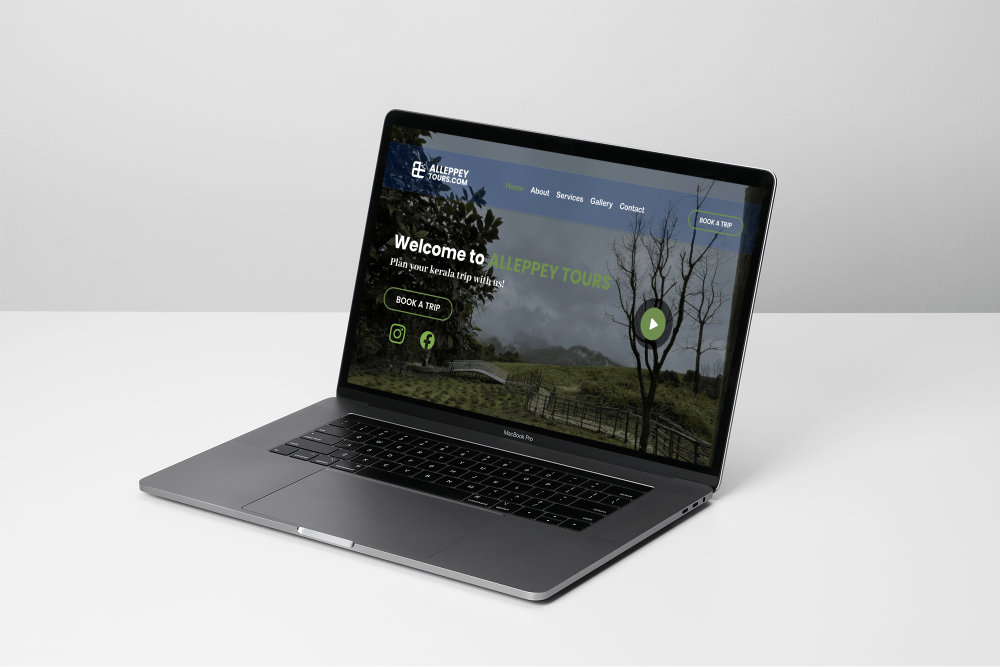 ALLEPPEY
TOURS.COM
Home About Services Gallery Contact
BOOK A TRIP
Welcome to ALLEPPEY TOURS
Plan your kerala trip with us!
BOOK A TRIP
MacBook Pro